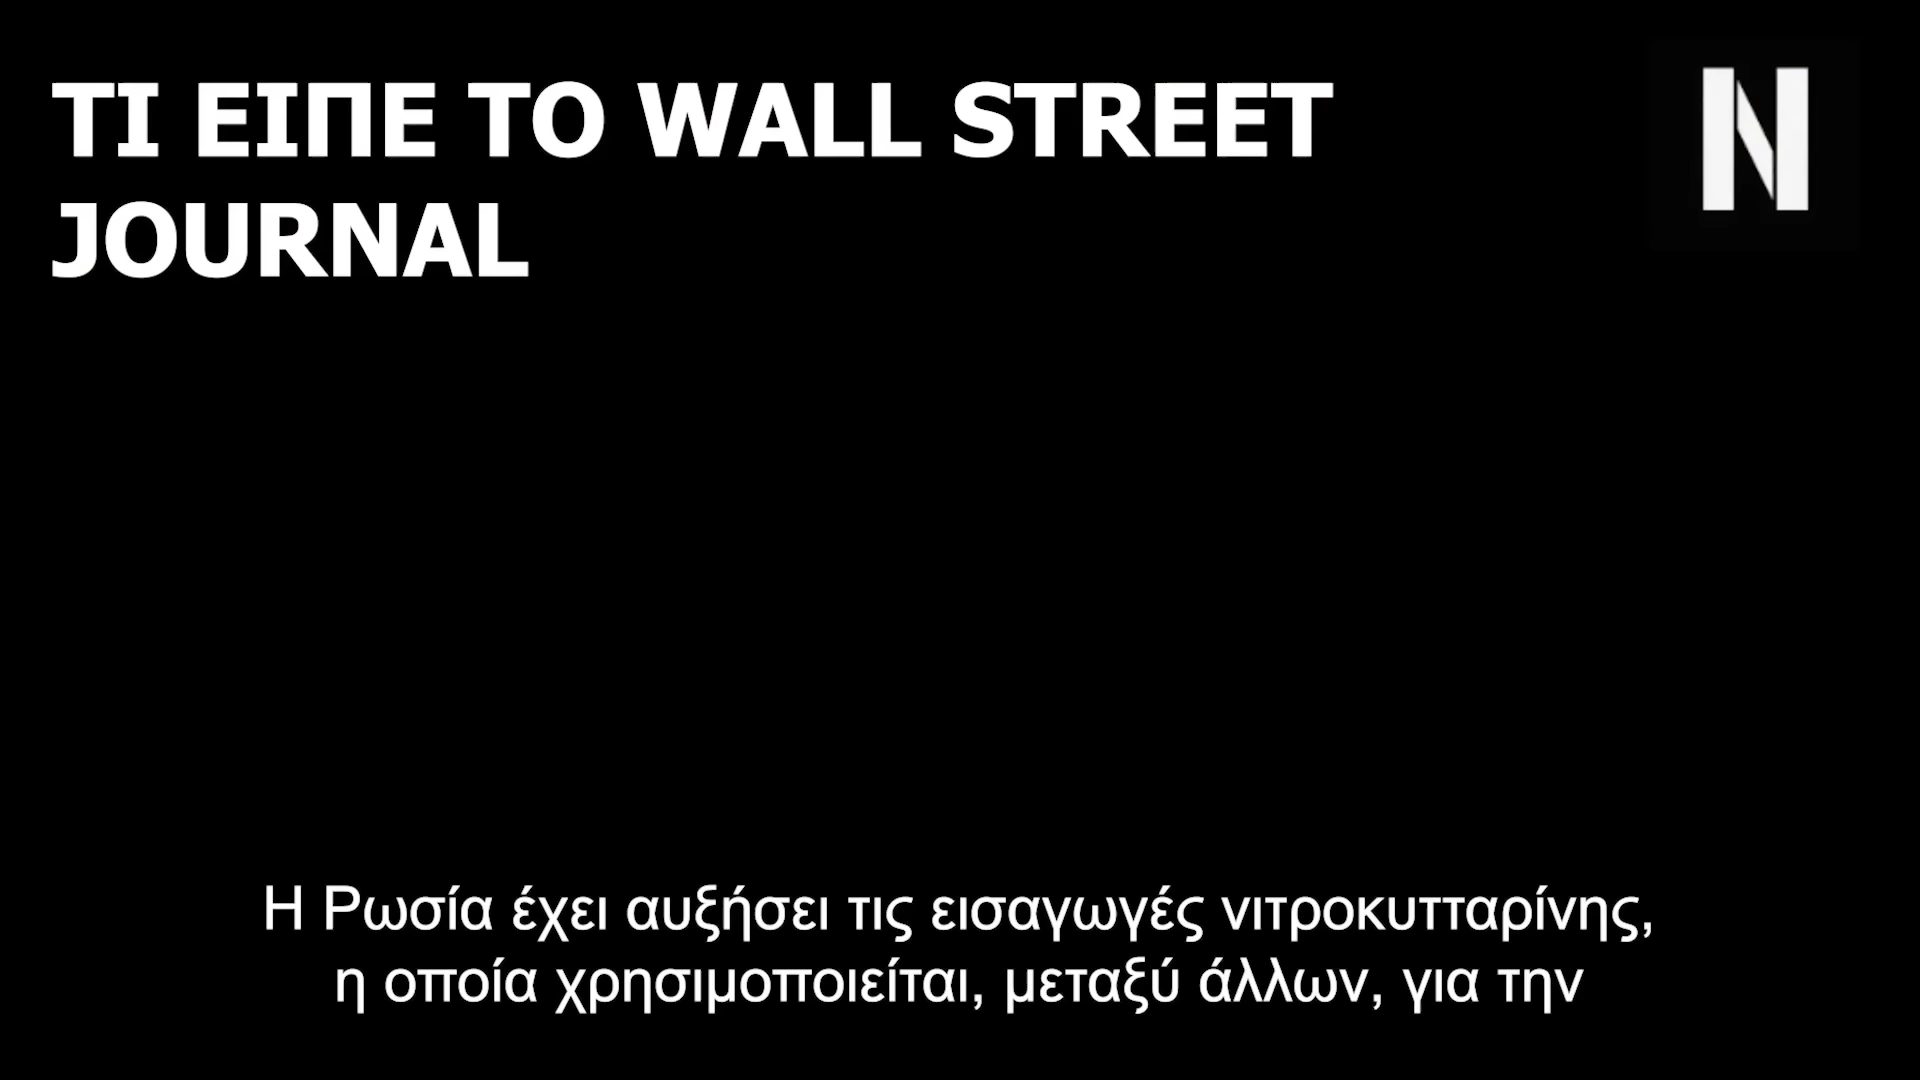 ΤΙ ΕΙΠΕ ΤΟ WALL STREET
JOURNAL
N
Η Ρωσία έχει αυξήσει τις εισαγωγές νιτροκυτταρίνης,
η οποία χρησιμοποιείται, μεταξύ άλλων, για την